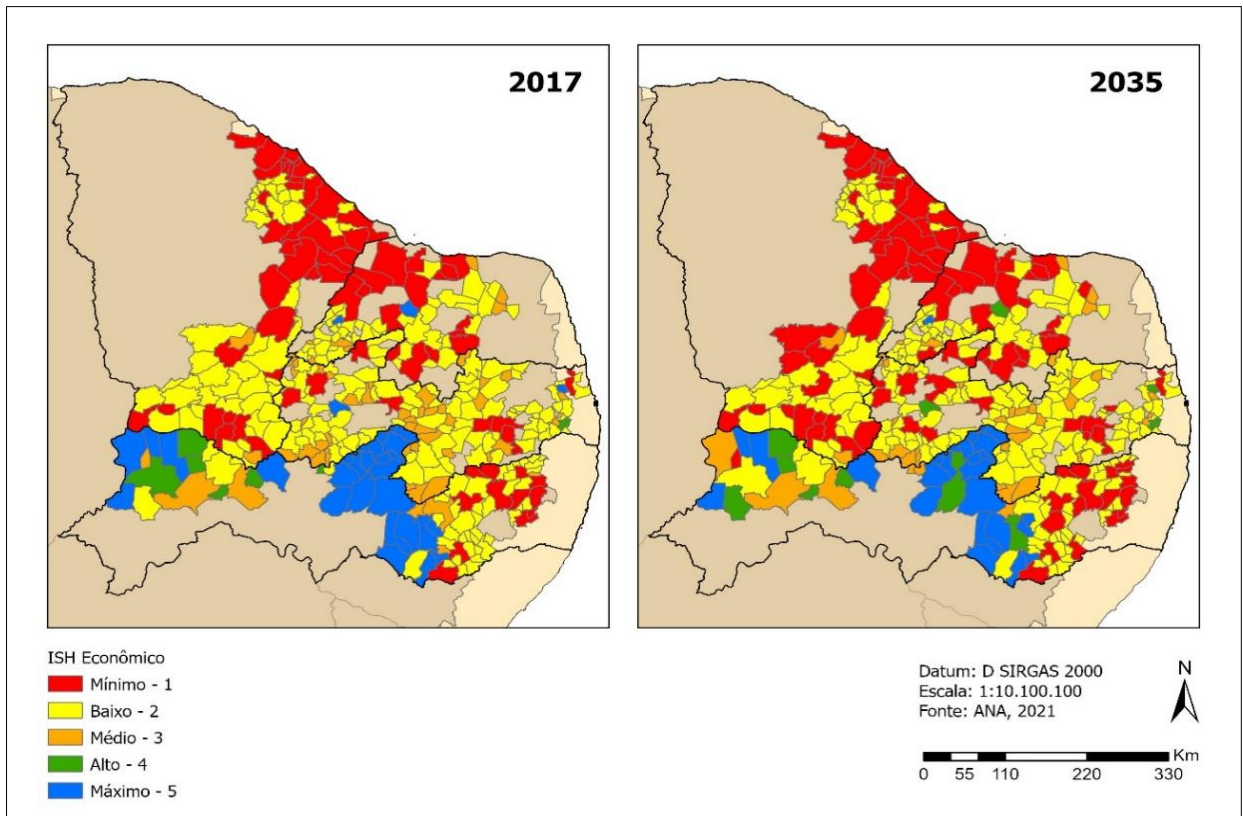 2017
2035
ISH Econômico
Mínimo - 1
Baixo - 2
Médio - 3
Alto - 4
Máximo - 5
Datum: D SIRGAS 2000
Escala: 1:10.100.100
Fonte: ANA, 2021
N
Km
0 55 110 220 330